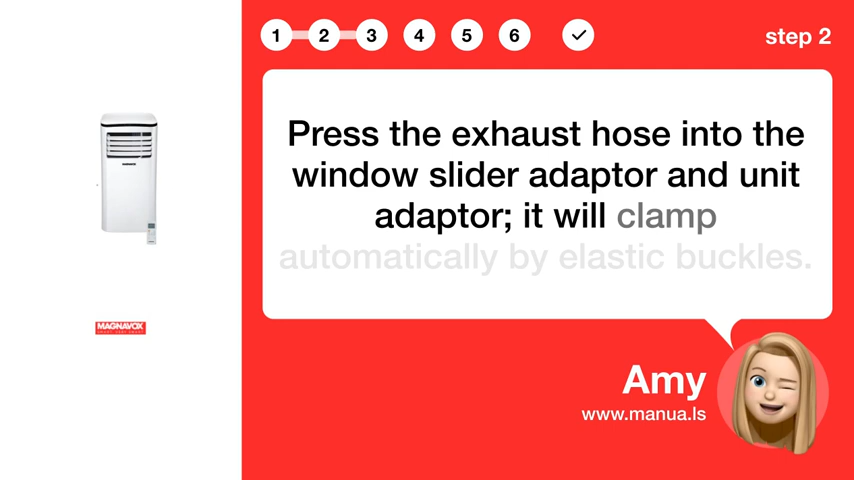 1 2 3 4 5 6
step 2
Press the exhaust hose into the
window slider adaptor and unit
adaptor; it will clamp
automatically by elastic buckles.
MAGNAVOX
Amy
www.manua.ls